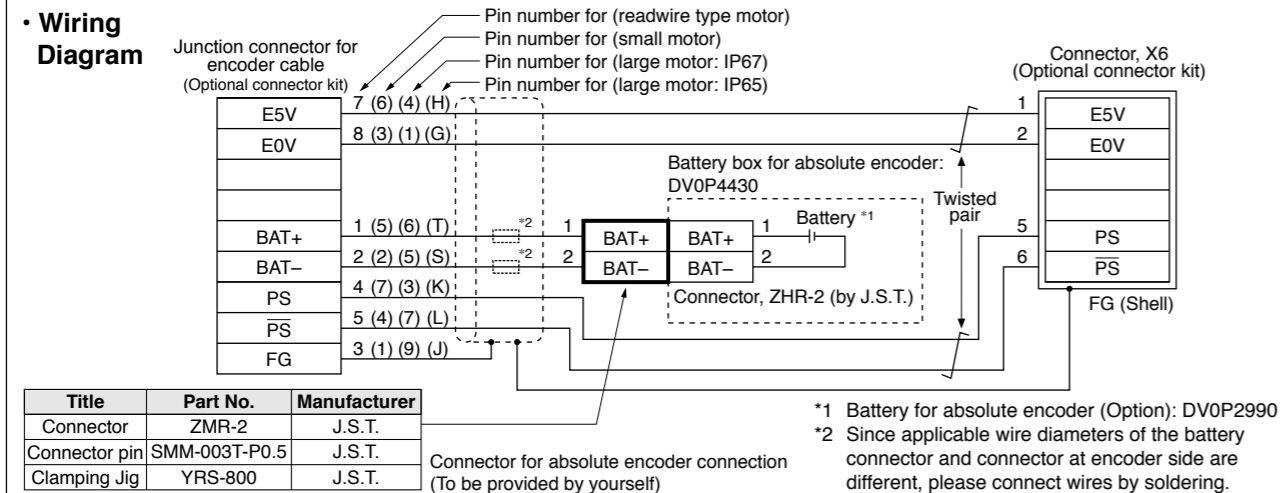 · Wiring
Diagram
Pin number for (readwire type motor)
Pin number for (small motor)
Pin number for (large motor: IP67)
Pin number for (large motor: IP65)
Junction connector for
encoder cable
(Optional connector kit)
Connector, X6
(Optional connector kit)
E5V 7 (6) (4) (H) 1 E5V
E0V 8 (3) (1) (G) 2 E0V
Battery box for absolute encoder:
DV0P4430
Twisted
pair
BAT+ 1 (5) (6) (T) *2 1 BAT+ BAT+ 1 Battery *1 5 PS
BAT– 2 (2) (5) (S) *2 2 BAT– BAT– 2 6 P̅S̅
PS 4 (7) (3) (K)
Connector, ZHR-2 (by J.S.T.)
FG (Shell)
P̅S̅ 5 (4) (7) (L)
FG 3 (1) (9) (J)
Title Part No. Manufacturer
Connector ZMR-2 J.S.T.
Connector pin SMM-003T-P0.5 J.S.T.
Clamping Jig YRS-800 J.S.T.
Connector for absolute encoder connection
(To be provided by yourself)
*1 Battery for absolute encoder (Option): DV0P2990
*2 Since applicable wire diameters of the battery
connector and connector at encoder side are
different, please connect wires by soldering.